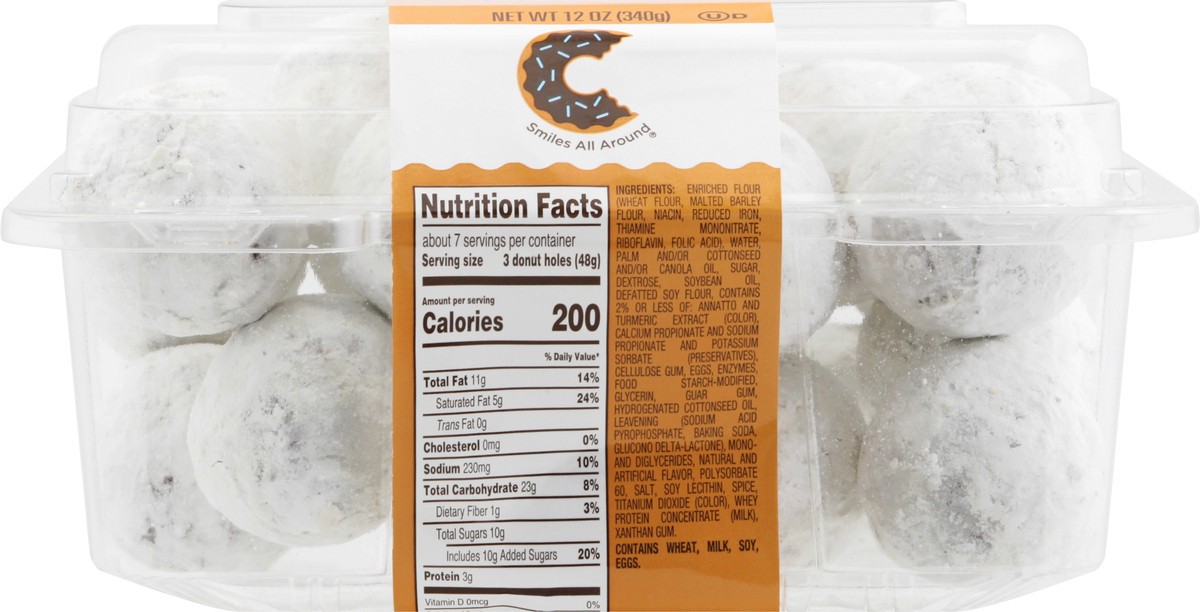 NET WT 12 OZ (340g) U D
Smiles All Around®
Nutrition Facts
about 7 servings per container
Serving size 3 donut holes (48g)
Amount per serving
Calories 200
% Daily Value*
Total Fat 11g 14%
Saturated Fat 5g 24%
Trans Fat 0g
Cholesterol 0mg 0%
Sodium 230mg 10%
Total Carbohydrate 23g 8%
Dietary Fiber 1g 3%
Total Sugars 10g
Includes 10g Added Sugars 20%
Protein 3g
Vitamin D 0mcg 0%
INGREDIENTS: ENRICHED FLOUR
(WHEAT FLOUR, MALTED BARLEY
FLOUR, NIACIN, REDUCED IRON,
THIAMINE MONONITRATE,
RIBOFLAVIN, FOLIC ACID), WATER,
PALM AND/OR COTTONSEED
AND/OR CANOLA OIL, SUGAR,
DEXTROSE, SOYBEAN OIL,
DEFATTED SOY FLOUR, CONTAINS
2% OR LESS OF: ANNATTO AND
TURMERIC EXTRACT (COLOR),
CALCIUM PROPIONATE AND SODIUM
PROPIONATE AND POTASSIUM
SORBATE (PRESERVATIVES),
CELLULOSE GUM, EGGS, ENZYMES,
FOOD STARCH-MODIFIED,
GLYCERIN, GUAR GUM,
HYDROGENATED COTTONSEED OIL,
LEAVENING (SODIUM ACID
PYROPHOSPHATE, BAKING SODA,
GLUCONO DELTA-LACTONE), MONO-
AND DIGLYCERIDES, NATURAL AND
ARTIFICIAL FLAVOR, POLYSORBATE
60, SALT, SOY LECITHIN, SPICE,
TITANIUM DIOXIDE (COLOR), WHEY
PROTEIN CONCENTRATE (MILK),
XANTHAN GUM.
CONTAINS WHEAT, MILK, SOY,
EGGS.